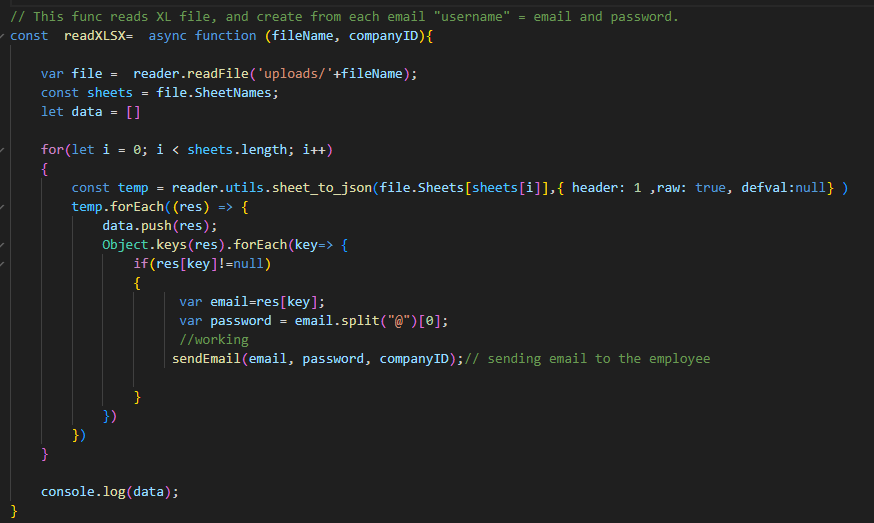 // This func reads XL file, and create from each email "username" = email and password.
const  readXLSX=  async function (fileName, companyID){
var file =  reader.readFile('uploads/'+fileName);
const sheets = file.SheetNames;
let data = []
for(let i = 0; i < sheets.length; i++)
{
const temp = reader.utils.sheet_to_json(file.Sheets[sheets[i]],{ header: 1 ,raw: true, defval:null} )
temp.forEach((res) => {
data.push(res);
Object.keys(res).forEach(key=> {
if(res[key]!=null)
{
var email=res[key];
var password = email.split("@")[0];
//working
sendEmail(email, password, companyID);// sending email to the employee
}
})
})
}
console.log(data);
}